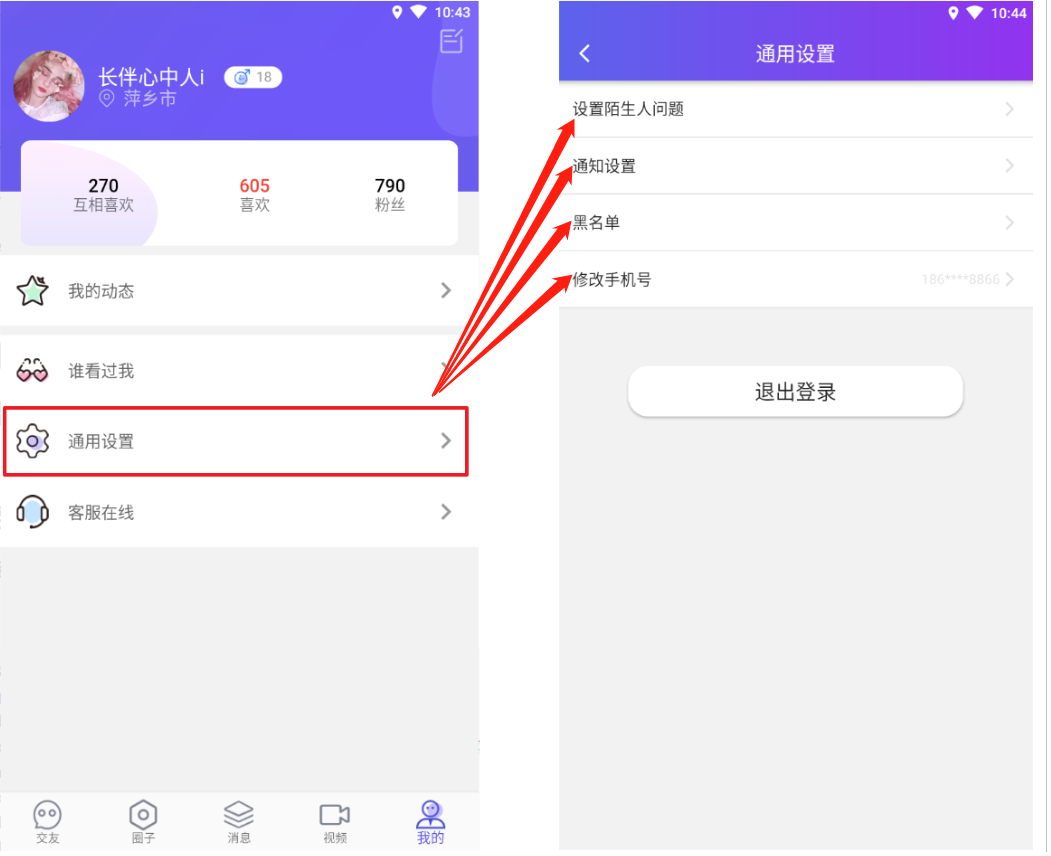 10:43
长伴心中人i
18
萍乡市
270
605
790
互相喜欢
喜欢
粉丝
我的动态
谁看过我
通用设置
客服在线
交友
圈子
消息
视频
我的
10:44
通用设置
设置陌生人问题
通知设置
黑名单
修改手机号
186****8866
退出登录